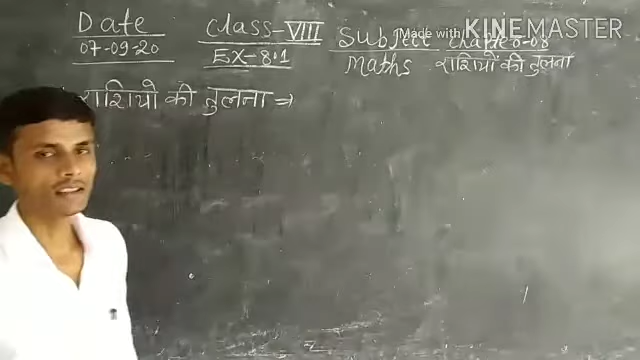 Date Class-VIII Subject Chapter-08
07-09-20 Ex-8.1 Maths राशियों की तुलना
राशियो की तुलना ⇒
Made with KINEMASTER